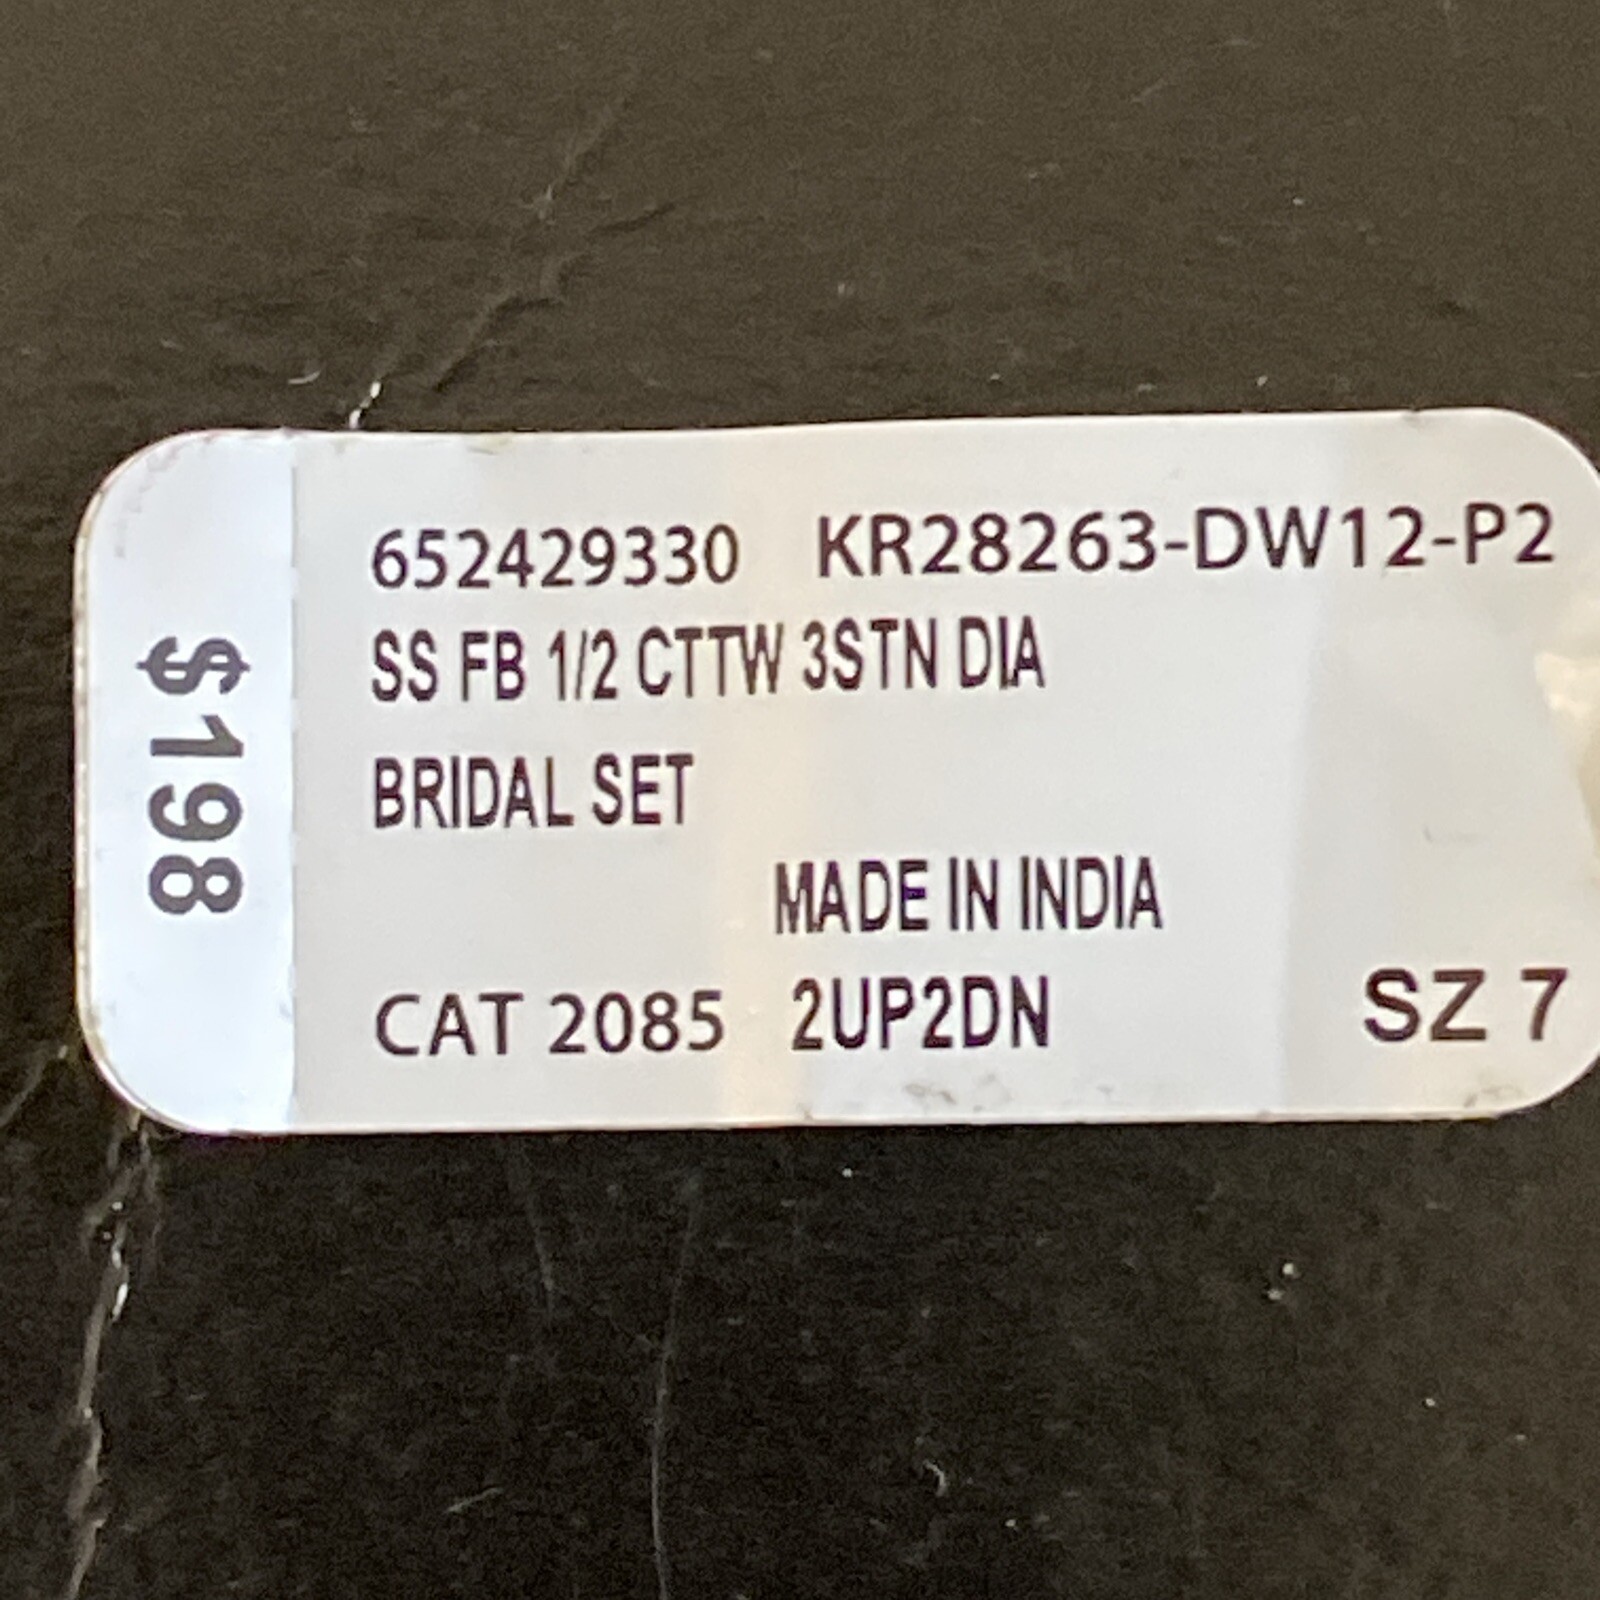 $198
652429330 KR28263-DW12-P2
SS FB 1/2 CTTW 3STN DIA
BRIDAL SET
MADE IN INDIA
CAT 2085 2UP2DN SZ 7